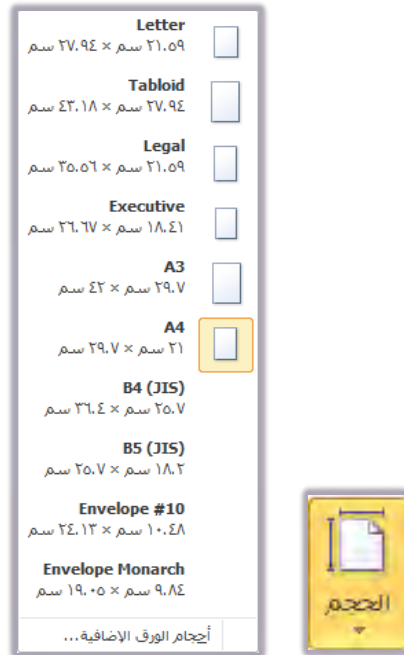 Letter
٢١.٥٩ سم × ٢٧.٩٤ سم
Tabloid
٢٧.٩٤ سم × ٤٣.١٨ سم
Legal
٢١.٥٩ سم × ٣٥.٥٦ سم
Executive
١٨.٤١ سم × ٢٦.٦٧ سم
A3
٢٩.٧ سم × ٤٢ سم
A4
٢١ سم × ٢٩.٧ سم
B4 (JIS)
٢٥.٧ سم × ٣٦.٤ سم
B5 (JIS)
١٨.٢ سم × ٢٥.٧ سم
Envelope #10
١٠.٤٨ سم × ٢٤.١٣ سم
Envelope Monarch
٩.٨٤ سم × ١٩.٠٥ سم
أحجام الورق الإضافية...
الحجم